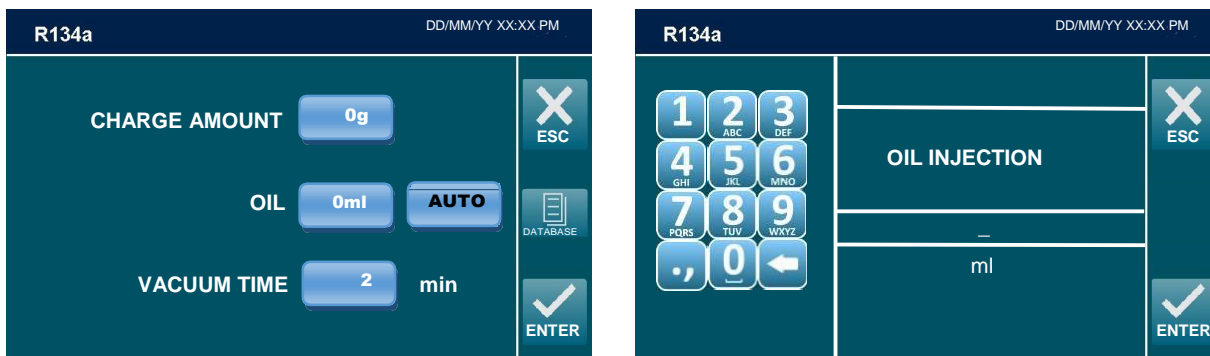 R134a
DD/MM/YY XX:XX PM
CHARGE AMOUNT 0g
ESC
OIL 0ml AUTO
DATABASE
VACUUM TIME 2 min
ENTER
R134a
DD/MM/YY XX:XX PM
1 2 ABC 3 DEF
4 GHI 5 JKL 6 MNO
7 PQRS 8 TUV 9 WXYZ
., 0
OIL INJECTION
_
ml
ESC
ENTER